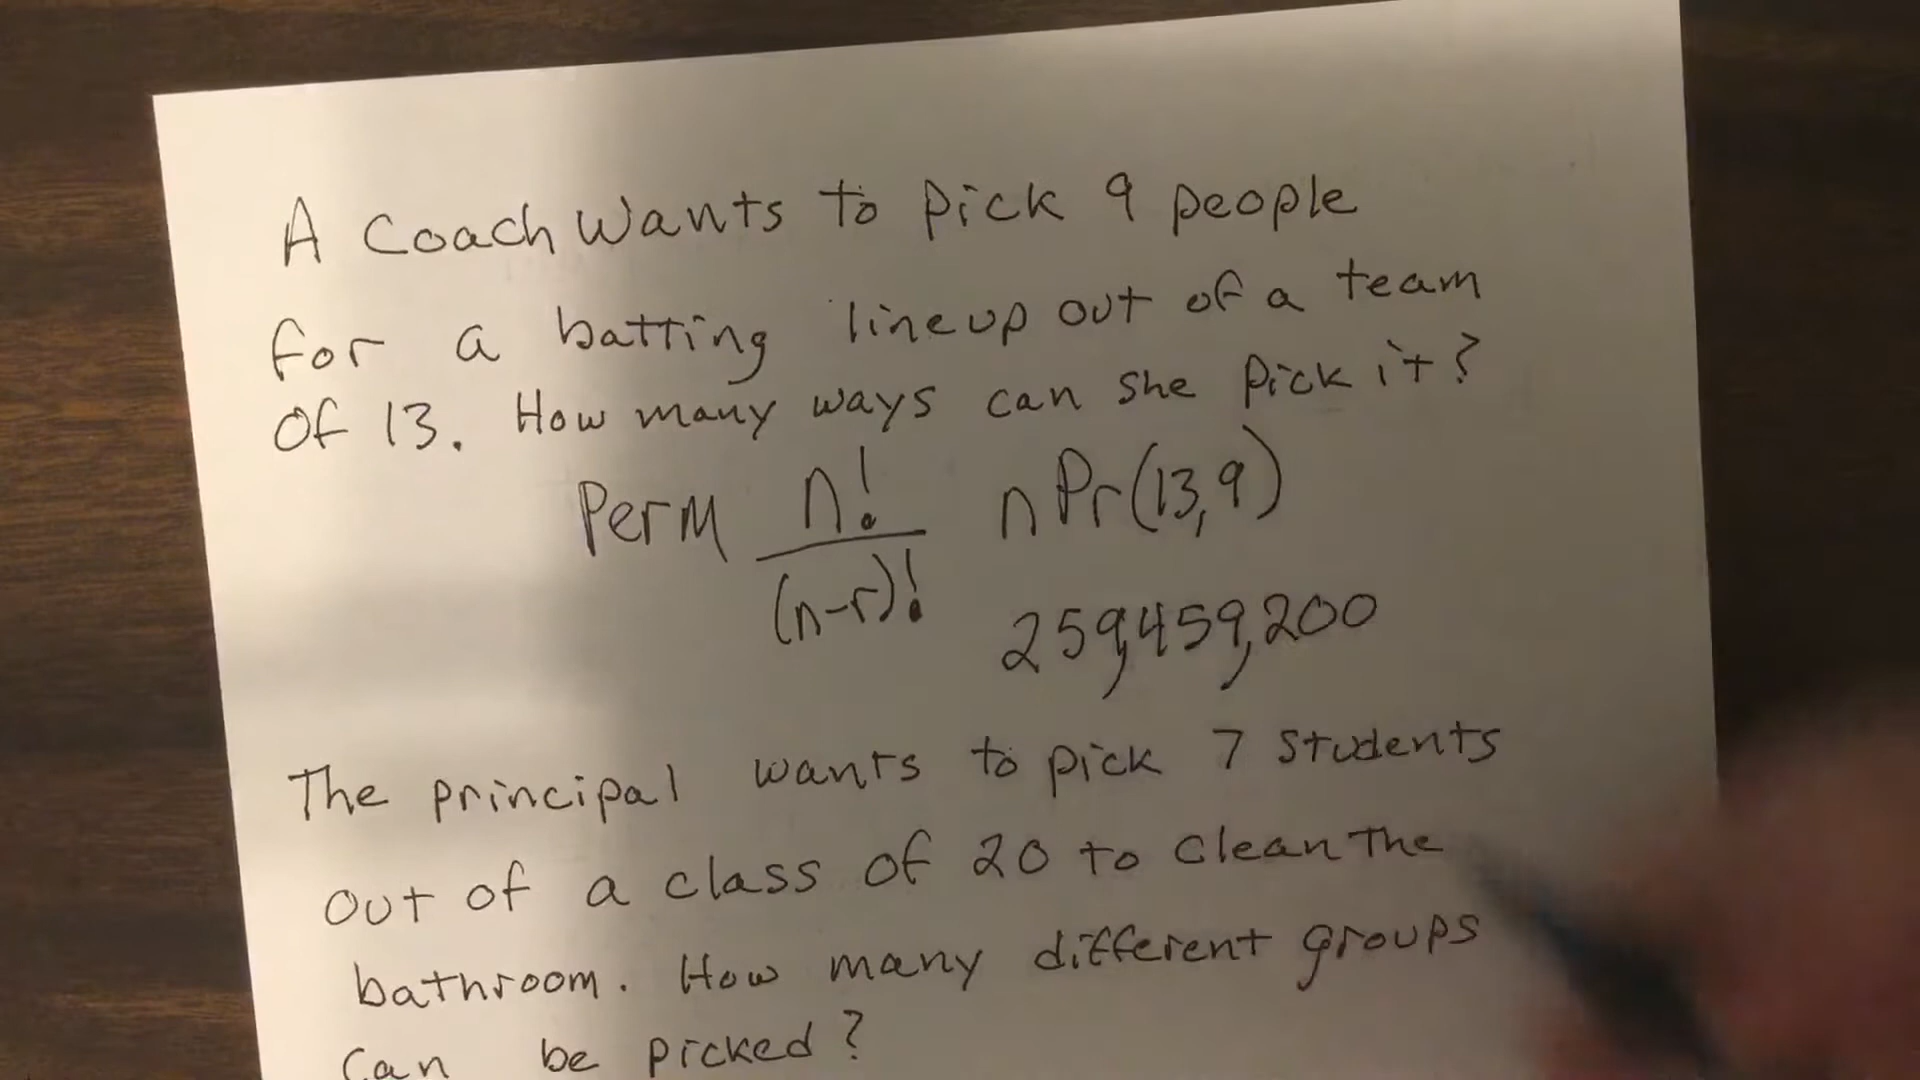 A Coach Wants to Pick 9 people
for a batting lineup out of a team
of 13. How many ways can she pick it?
Perm n!/(n-r)! nPr(13,9)
259,459,200
The principal wants to pick 7 students
out of a class of 20 to clean the
bathroom. How many different groups
can be picked?